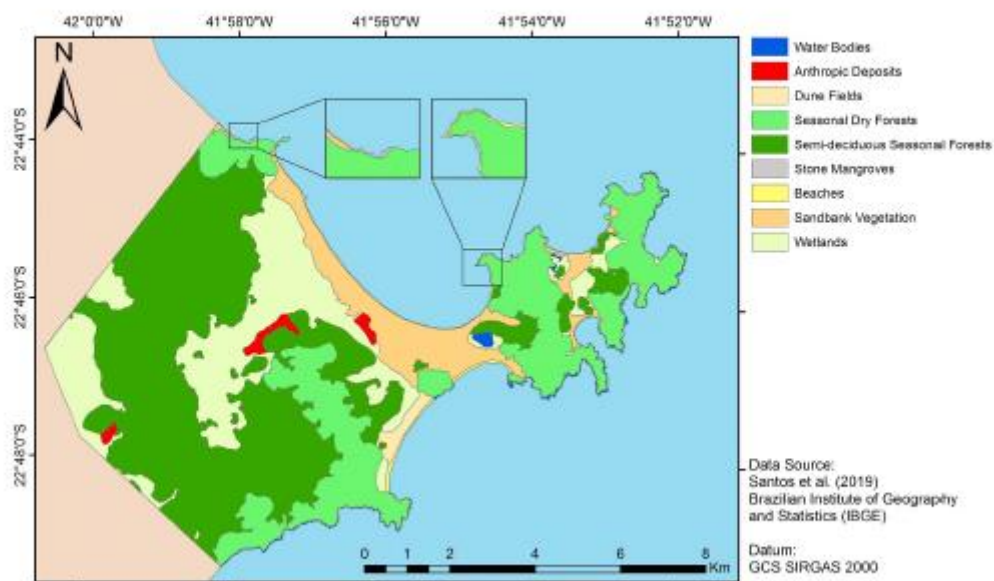 42°0'0"W
41°58'0"W
41°56'0"W
41°54'0"W
41°52'0"W
N
22°44'0"S
22°48'0"S
22°48'0"S
Water Bodies
Anthropic Deposits
Dune Fields
Seasonal Dry Forests
Semi-deciduous Seasonal Forests
Stone Mangroves
Beaches
Sandbank Vegetation
Wetlands
Data Source:
Santos et al. (2019)
Brazilian Institute of Geography
and Statistics (IBGE)
Datum:
GCS SIRGAS 2000
0 1 2 4 6 8
Km